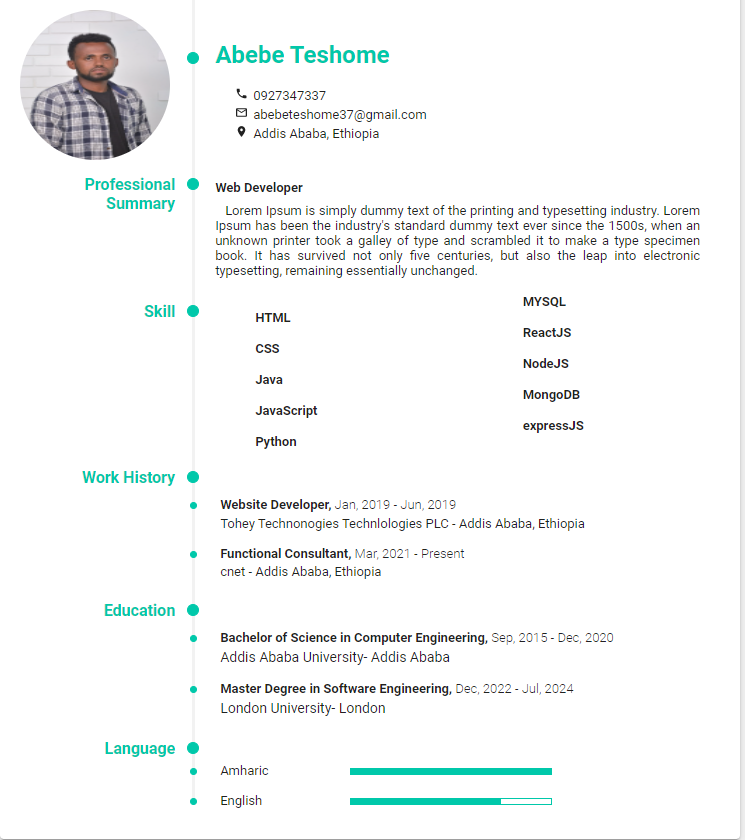 Abebe Teshome
0927347337
abebeteshome37@gmail.com
Addis Ababa, Ethiopia
Professional
Summary
Web Developer
Lorem Ipsum is simply dummy text of the printing and typesetting industry. Lorem
Ipsum has been the industry's standard dummy text ever since the 1500s, when an
unknown printer took a galley of type and scrambled it to make a type specimen
book. It has survived not only five centuries, but also the leap into electronic
typesetting, remaining essentially unchanged.
Skill
HTML
CSS
Java
JavaScript
Python
MYSQL
ReactJS
NodeJS
MongoDB
expressJS
Work History
Website Developer, Jan, 2019 - Jun, 2019
Tohey Technonogies Technlologies PLC - Addis Ababa, Ethiopia
Functional Consultant, Mar, 2021 - Present
cnet - Addis Ababa, Ethiopia
Education
Bachelor of Science in Computer Engineering, Sep, 2015 - Dec, 2020
Addis Ababa University- Addis Ababa
Master Degree in Software Engineering, Dec, 2022 - Jul, 2024
London University- London
Language
Amharic
English